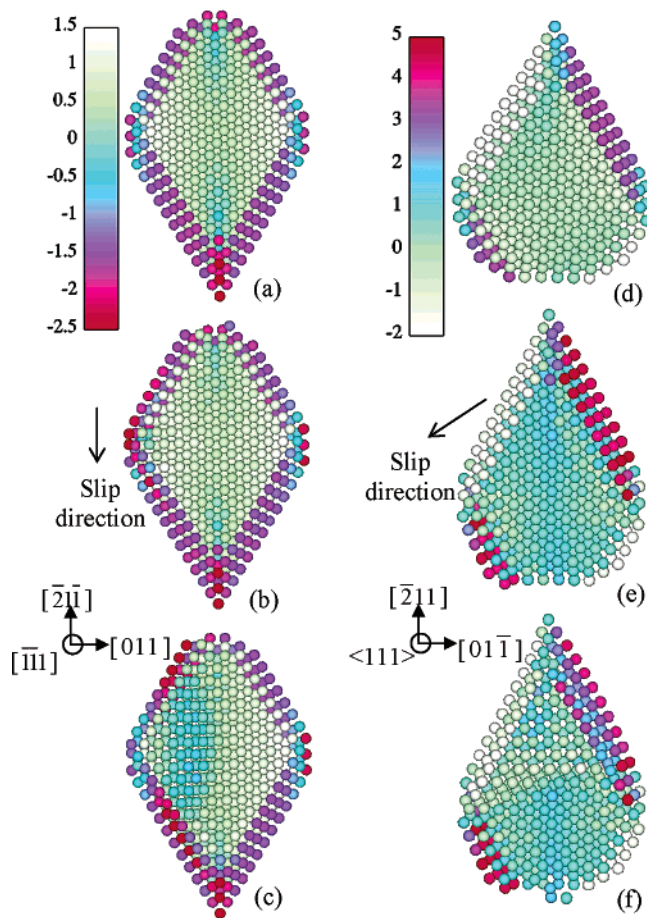 1.5
1
0.5
0
-0.5
-1
-1.5
-2
-2.5
(a)
5
4
3
2
1
0
-1
-2
(d)
Slip
direction
(b)
Slip
direction
(e)
[2̄11̄]
[1̄1̄1]
[011]
[2̄11]
<111>
[011̄]
(c)
(f)